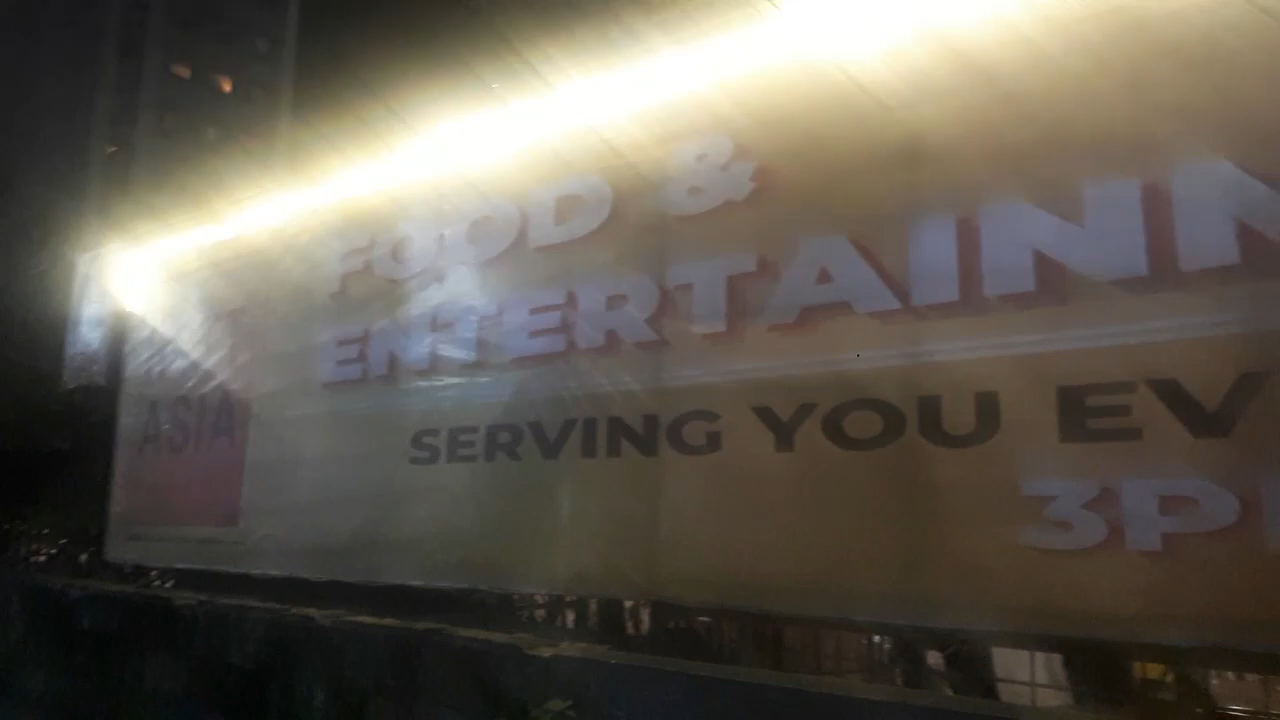 FOOD &
ENTERTAINM
ASIA
SERVING YOU EV
3P